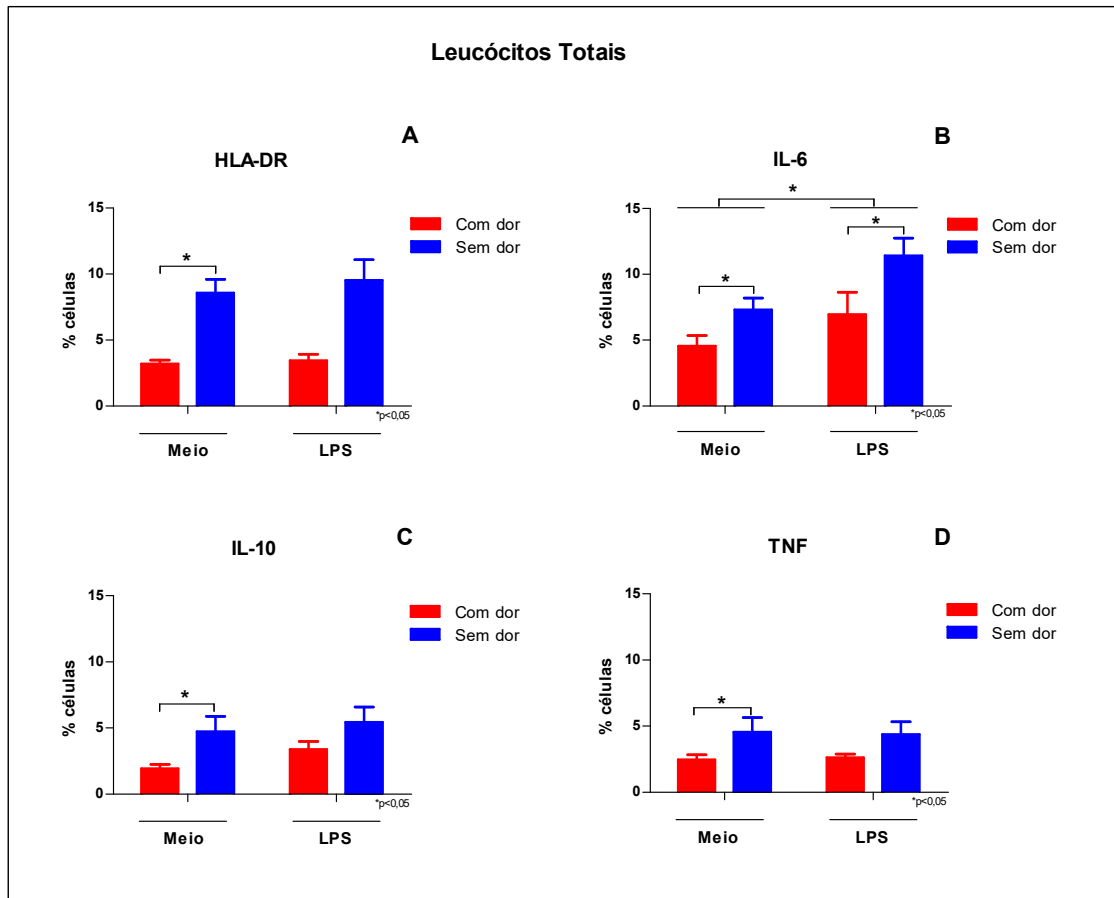 Leucócitos Totais
A
HLA-DR
15
10
5
0
% células
*
Com dor
Sem dor
*p<0,05
Meio
LPS
B
IL-6
15
10
5
0
% células
*
*
*
Com dor
Sem dor
*p<0,05
Meio
LPS
C
IL-10
15
10
5
0
% células
*
Com dor
Sem dor
*p<0,05
Meio
LPS
D
TNF
15
10
5
0
% células
*
Com dor
Sem dor
*p<0,05
Meio
LPS